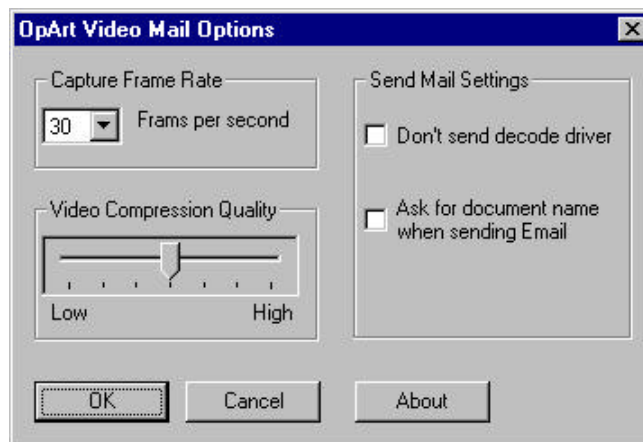 OpArt Video Mail Options
Capture Frame Rate
30
Frams per second
Video Compression Quality
Low
High
Send Mail Settings
Don't send decode driver
Ask for document name
when sending Email
OK
Cancel
About